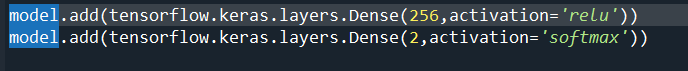 model.add(tensorflow.keras.layers.Dense(256,activation='relu'))
model.add(tensorflow.keras.layers.Dense(2,activation='softmax'))